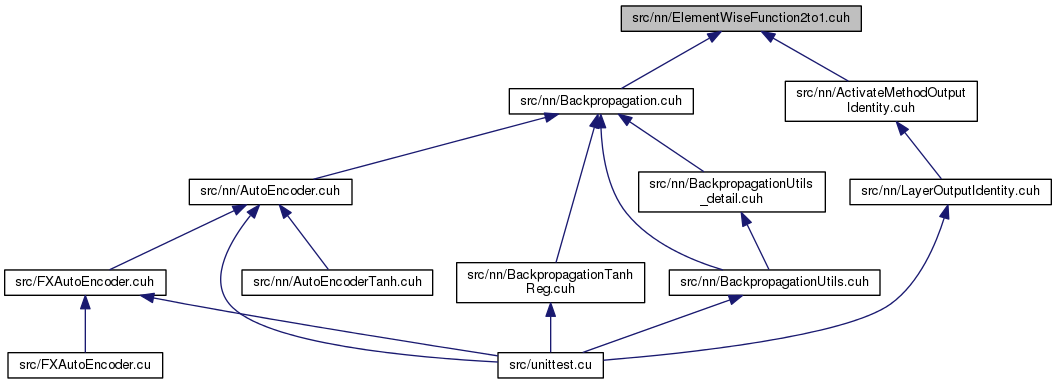 src/nn/ElementWiseFunction2to1.cuh
src/nn/Backpropagation.cuh
src/nn/ActivateMethodOutput
Identity.cuh
src/nn/AutoEncoder.cuh
src/nn/BackpropagationUtils
_detail.cuh
src/nn/LayerOutputIdentity.cuh
src/FXAutoEncoder.cuh
src/nn/AutoEncoderTanh.cuh
src/nn/BackpropagationTanh
Reg.cuh
src/nn/BackpropagationUtils.cuh
src/FXAutoEncoder.cu
src/unittest.cu